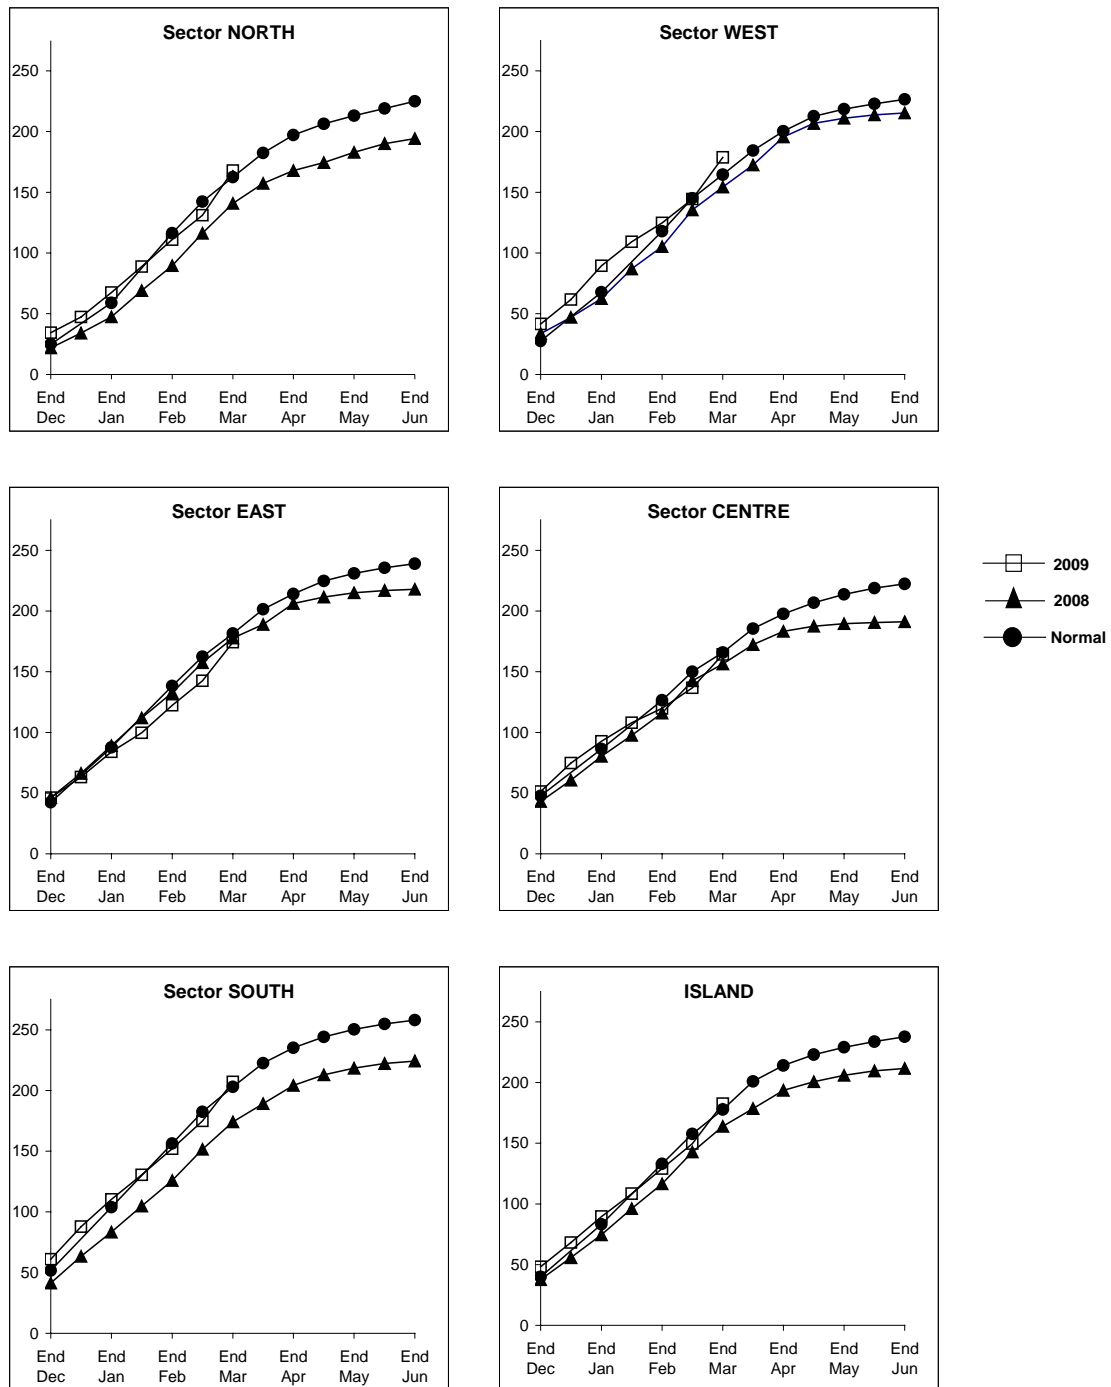 Sector NORTH
250
200
150
100
50
0
End End End End End End End
Dec Jan Feb Mar Apr May Jun
Sector WEST
250
200
150
100
50
0
End End End End End End End
Dec Jan Feb Mar Apr May Jun
Sector EAST
250
200
150
100
50
0
End End End End End End End
Dec Jan Feb Mar Apr May Jun
Sector CENTRE
250
200
150
100
50
0
End End End End End End End
Dec Jan Feb Mar Apr May Jun
2009
2008
Normal
Sector SOUTH
250
200
150
100
50
0
End End End End End End End
Dec Jan Feb Mar Apr May Jun
ISLAND
250
200
150
100
50
0
End End End End End End End
Dec Jan Feb Mar Apr May Jun